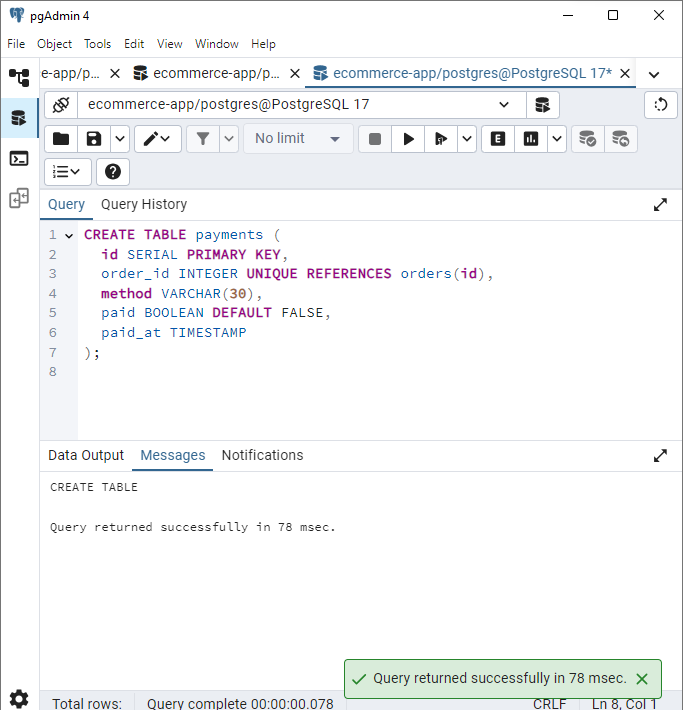 pgAdmin 4
File Object Tools Edit View Window Help
e-app/p... ecommerce-app/p... ecommerce-app/postgres@PostgreSQL 17*
ecommerce-app/postgres@PostgreSQL 17
No limit
E
Query Query History
1 CREATE TABLE payments (
2 id SERIAL PRIMARY KEY,
3 order_id INTEGER UNIQUE REFERENCES orders(id),
4 method VARCHAR(30),
5 paid BOOLEAN DEFAULT FALSE,
6 paid_at TIMESTAMP
7 );
8
Data Output Messages Notifications
CREATE TABLE
Query returned successfully in 78 msec.
Query returned successfully in 78 msec.
Total rows: Query complete 00:00:00.078 CRLF Ln 8, Col 1